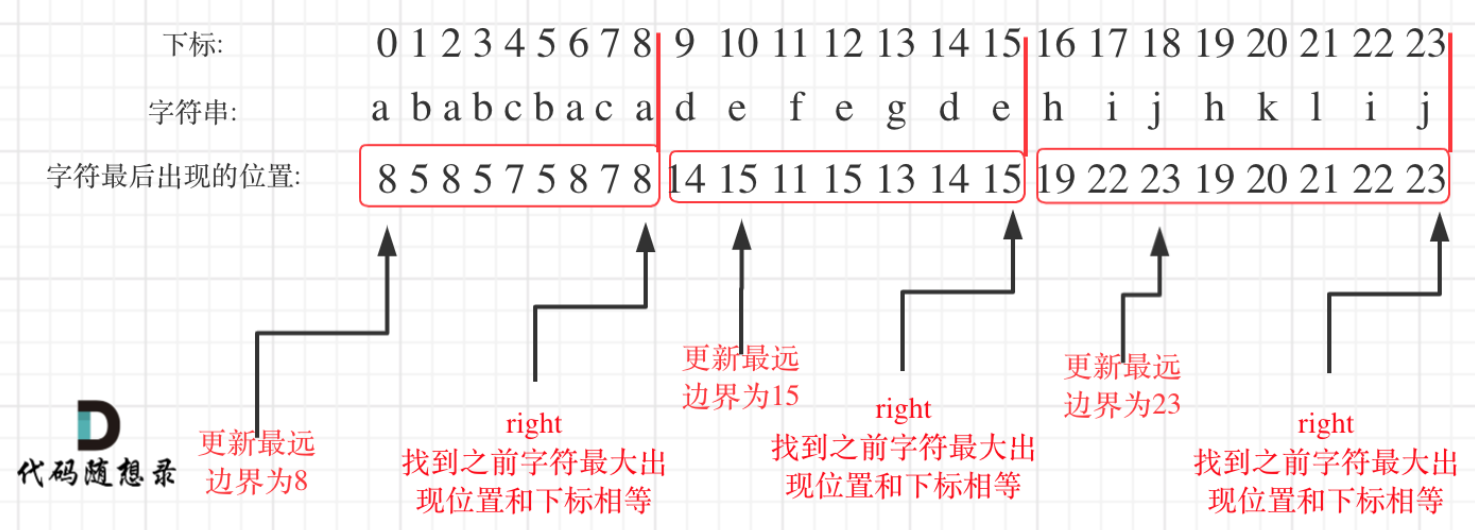 下标: 0 1 2 3 4 5 6 7 8 9 10 11 12 13 14 15 16 17 18 19 20 21 22 23
字符串: a b a b c b a c a d e f e g d e h i j h k l i j
字符最后出现的位置: 8 5 8 5 7 5 8 7 8 14 15 11 15 13 14 15 19 22 23 19 20 21 22 23
更新最远
边界为8
right
找到之前字符最大出
现位置和下标相等
更新最远
边界为15
right
找到之前字符最大出
现位置和下标相等
更新最远
边界为23
right
找到之前字符最大出
现位置和下标相等
代码随想录